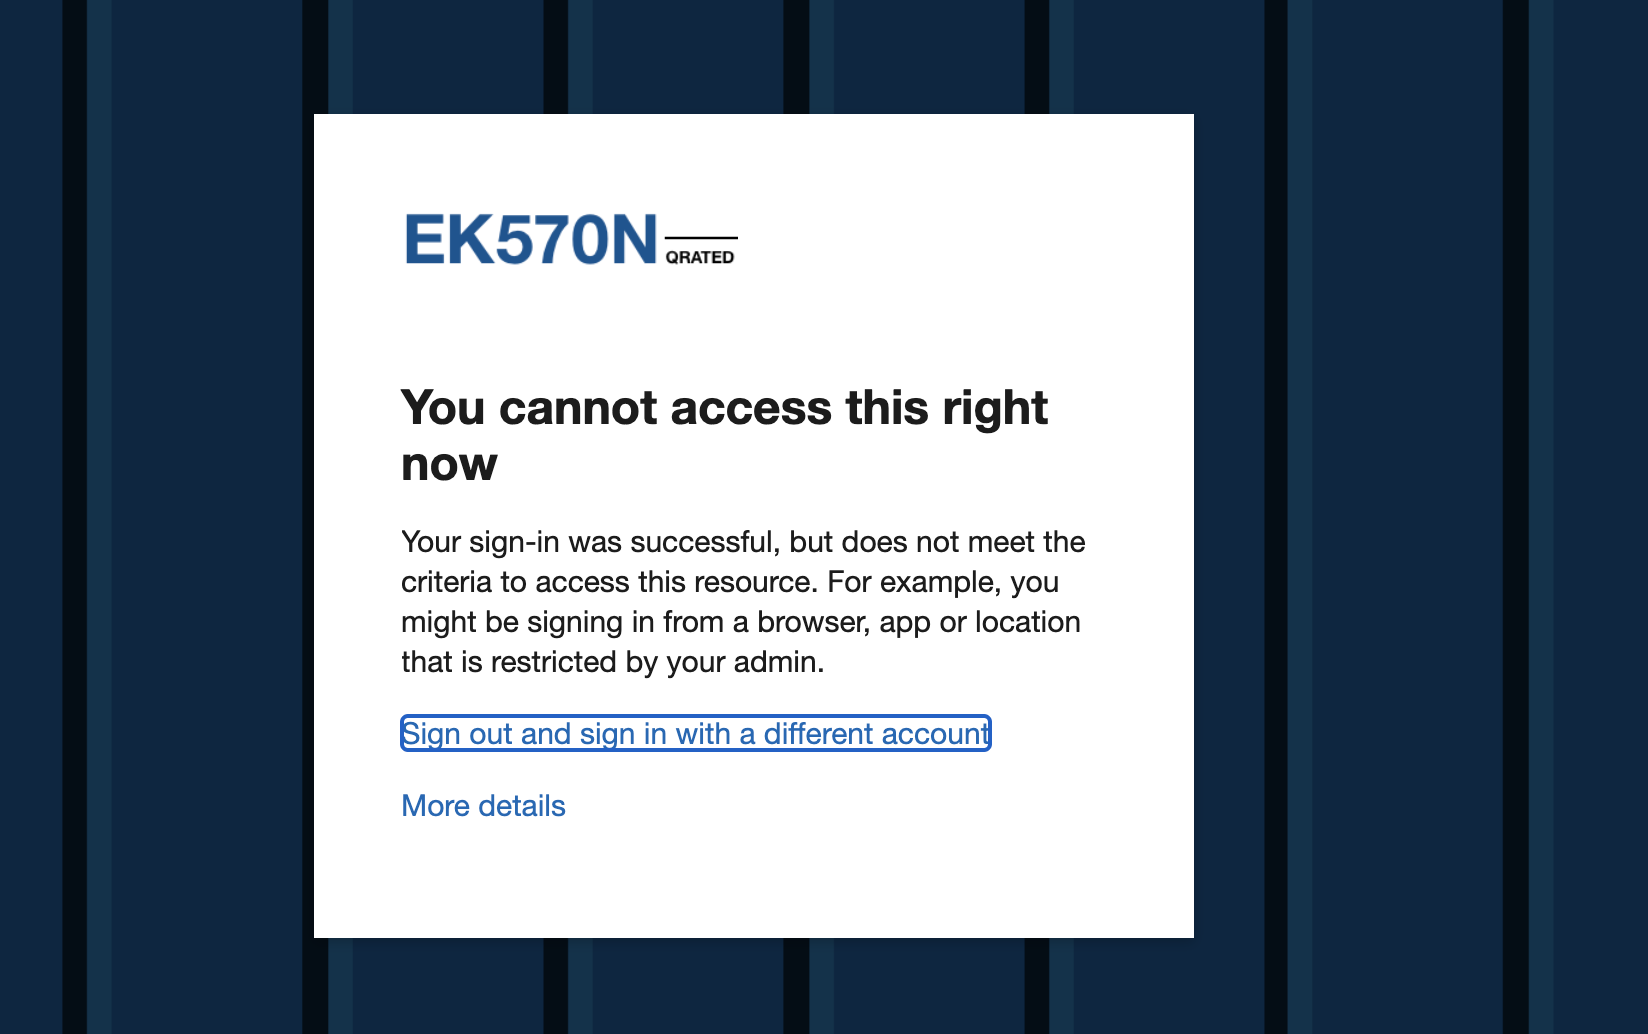 EK570N
QRATED
You cannot access this right
now
Your sign-in was successful, but does not meet the
criteria to access this resource. For example, you
might be signing in from a browser, app or location
that is restricted by your admin.
Sign out and sign in with a different account
More details